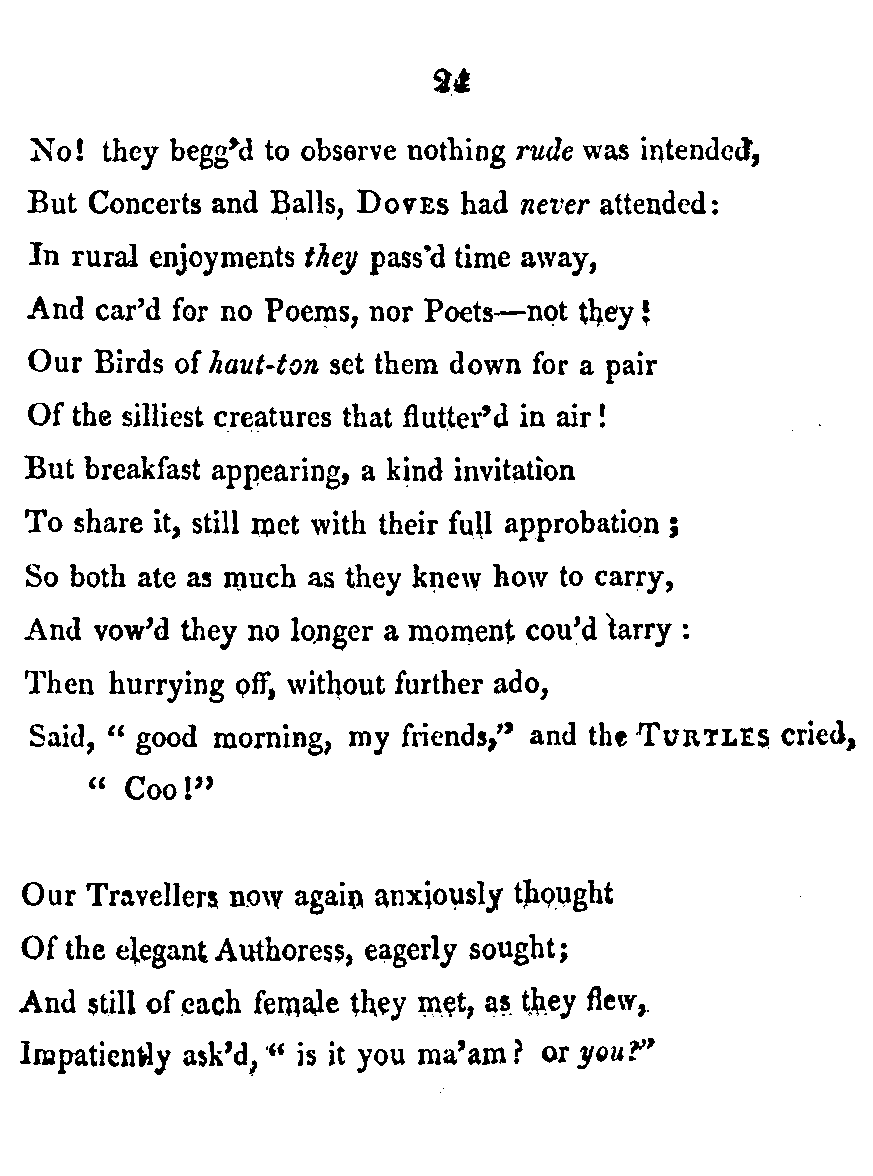 24
No! they begg'd to observe nothing rude was intended,
But Concerts and Balls, DOVES had never attended:
In rural enjoyments they pass'd time away,
And car'd for no Poems, nor Poets—not they!
Our Birds of haut-ton set them down for a pair
Of the silliest creatures that flutter'd in air!
But breakfast appearing, a kind invitation
To share it, still met with their full approbation;
So both ate as much as they knew how to carry,
And vow'd they no longer a moment cou'd tarry:
Then hurrying off, without further ado,
Said, “ good morning, my friends,” and the TURTLES cried,
“ Coo!”
Our Travellers now again anxiously thought
Of the elegant Authoress, eagerly sought;
And still of each female they met, as they flew,
Impatiently ask'd, “ is it you ma'am? or you?”